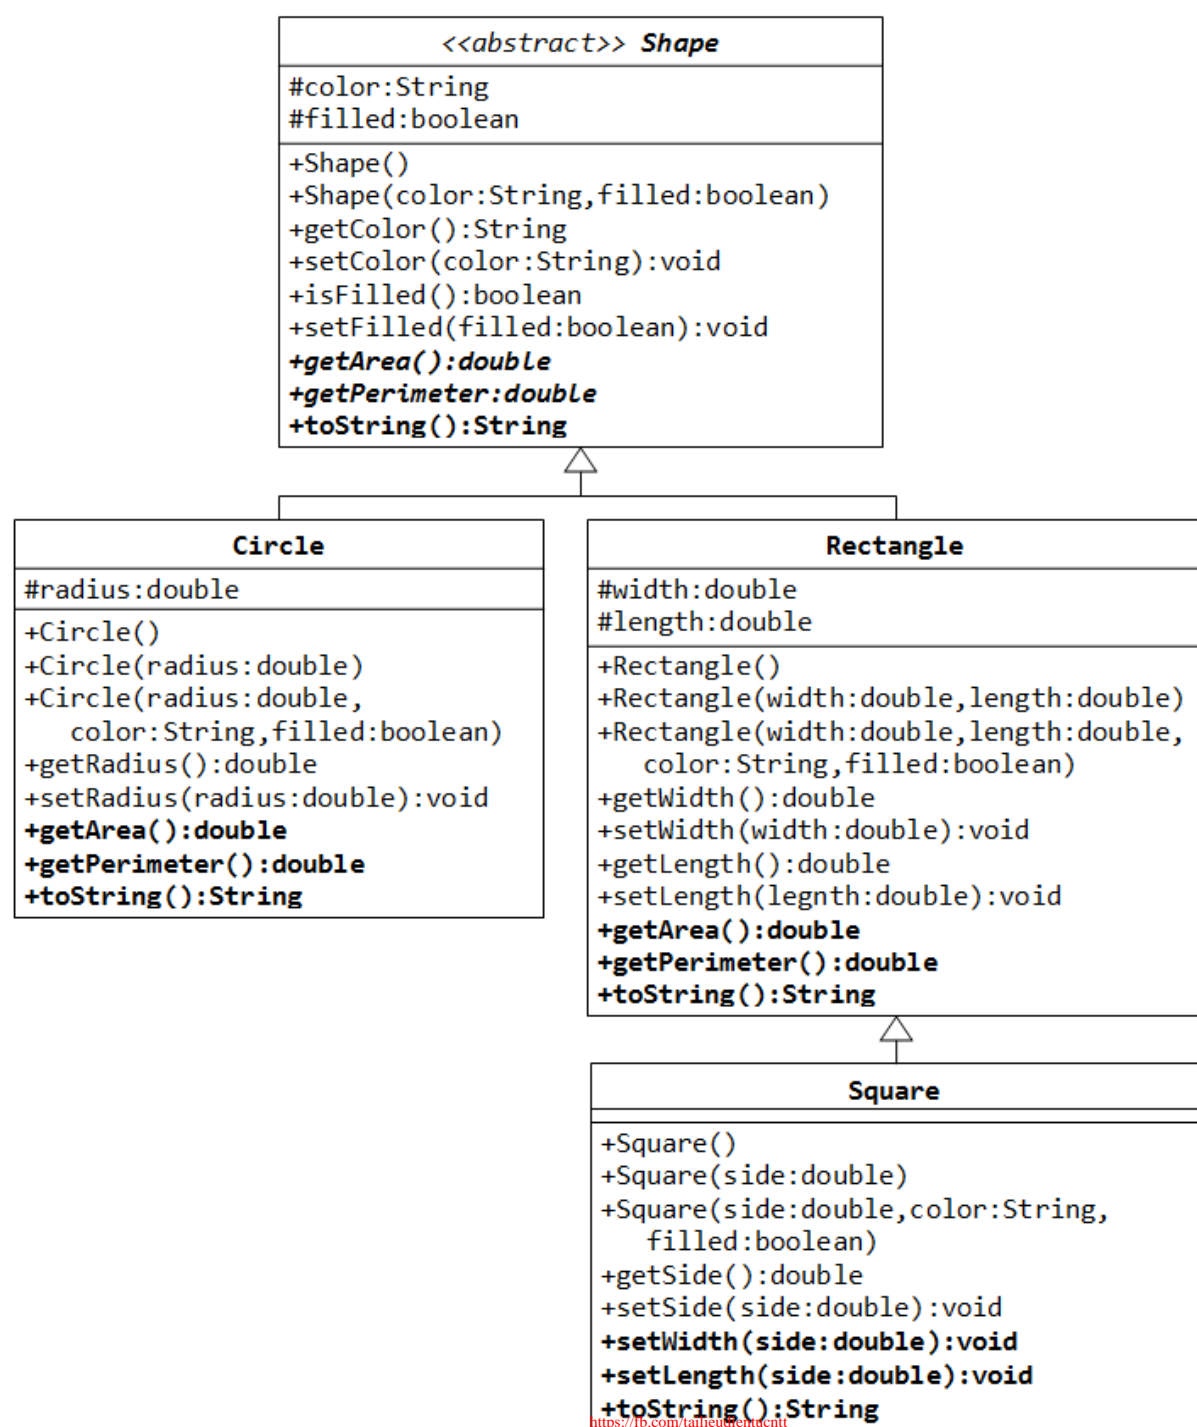 <<abstract>> Shape
#color:String
#filled:boolean
+Shape()
+Shape(color:String,filled:boolean)
+getColor():String
+setColor(color:String):void
+isFilled():boolean
+setFilled(filled:boolean):void
+getArea():double
+getPerimeter:double
+toString():String
Circle
#radius:double
+Circle()
+Circle(radius:double)
+Circle(radius:double,
color:String,filled:boolean)
+getRadius():double
+setRadius(radius:double):void
+getArea():double
+getPerimeter():double
+toString():String
Rectangle
#width:double
#length:double
+Rectangle()
+Rectangle(width:double,length:double)
+Rectangle(width:double,length:double,
color:String,filled:boolean)
+getWidth():double
+setWidth(width:double):void
+getLength():double
+setLength(legnth:double):void
+getArea():double
+getPerimeter():double
+toString():String
Square
+Square()
+Square(side:double)
+Square(side:double,color:String,
filled:boolean)
+getSide():double
+setSide(side:double):void
+setWidth(side:double):void
+setLength(side:double):void
+toString():String